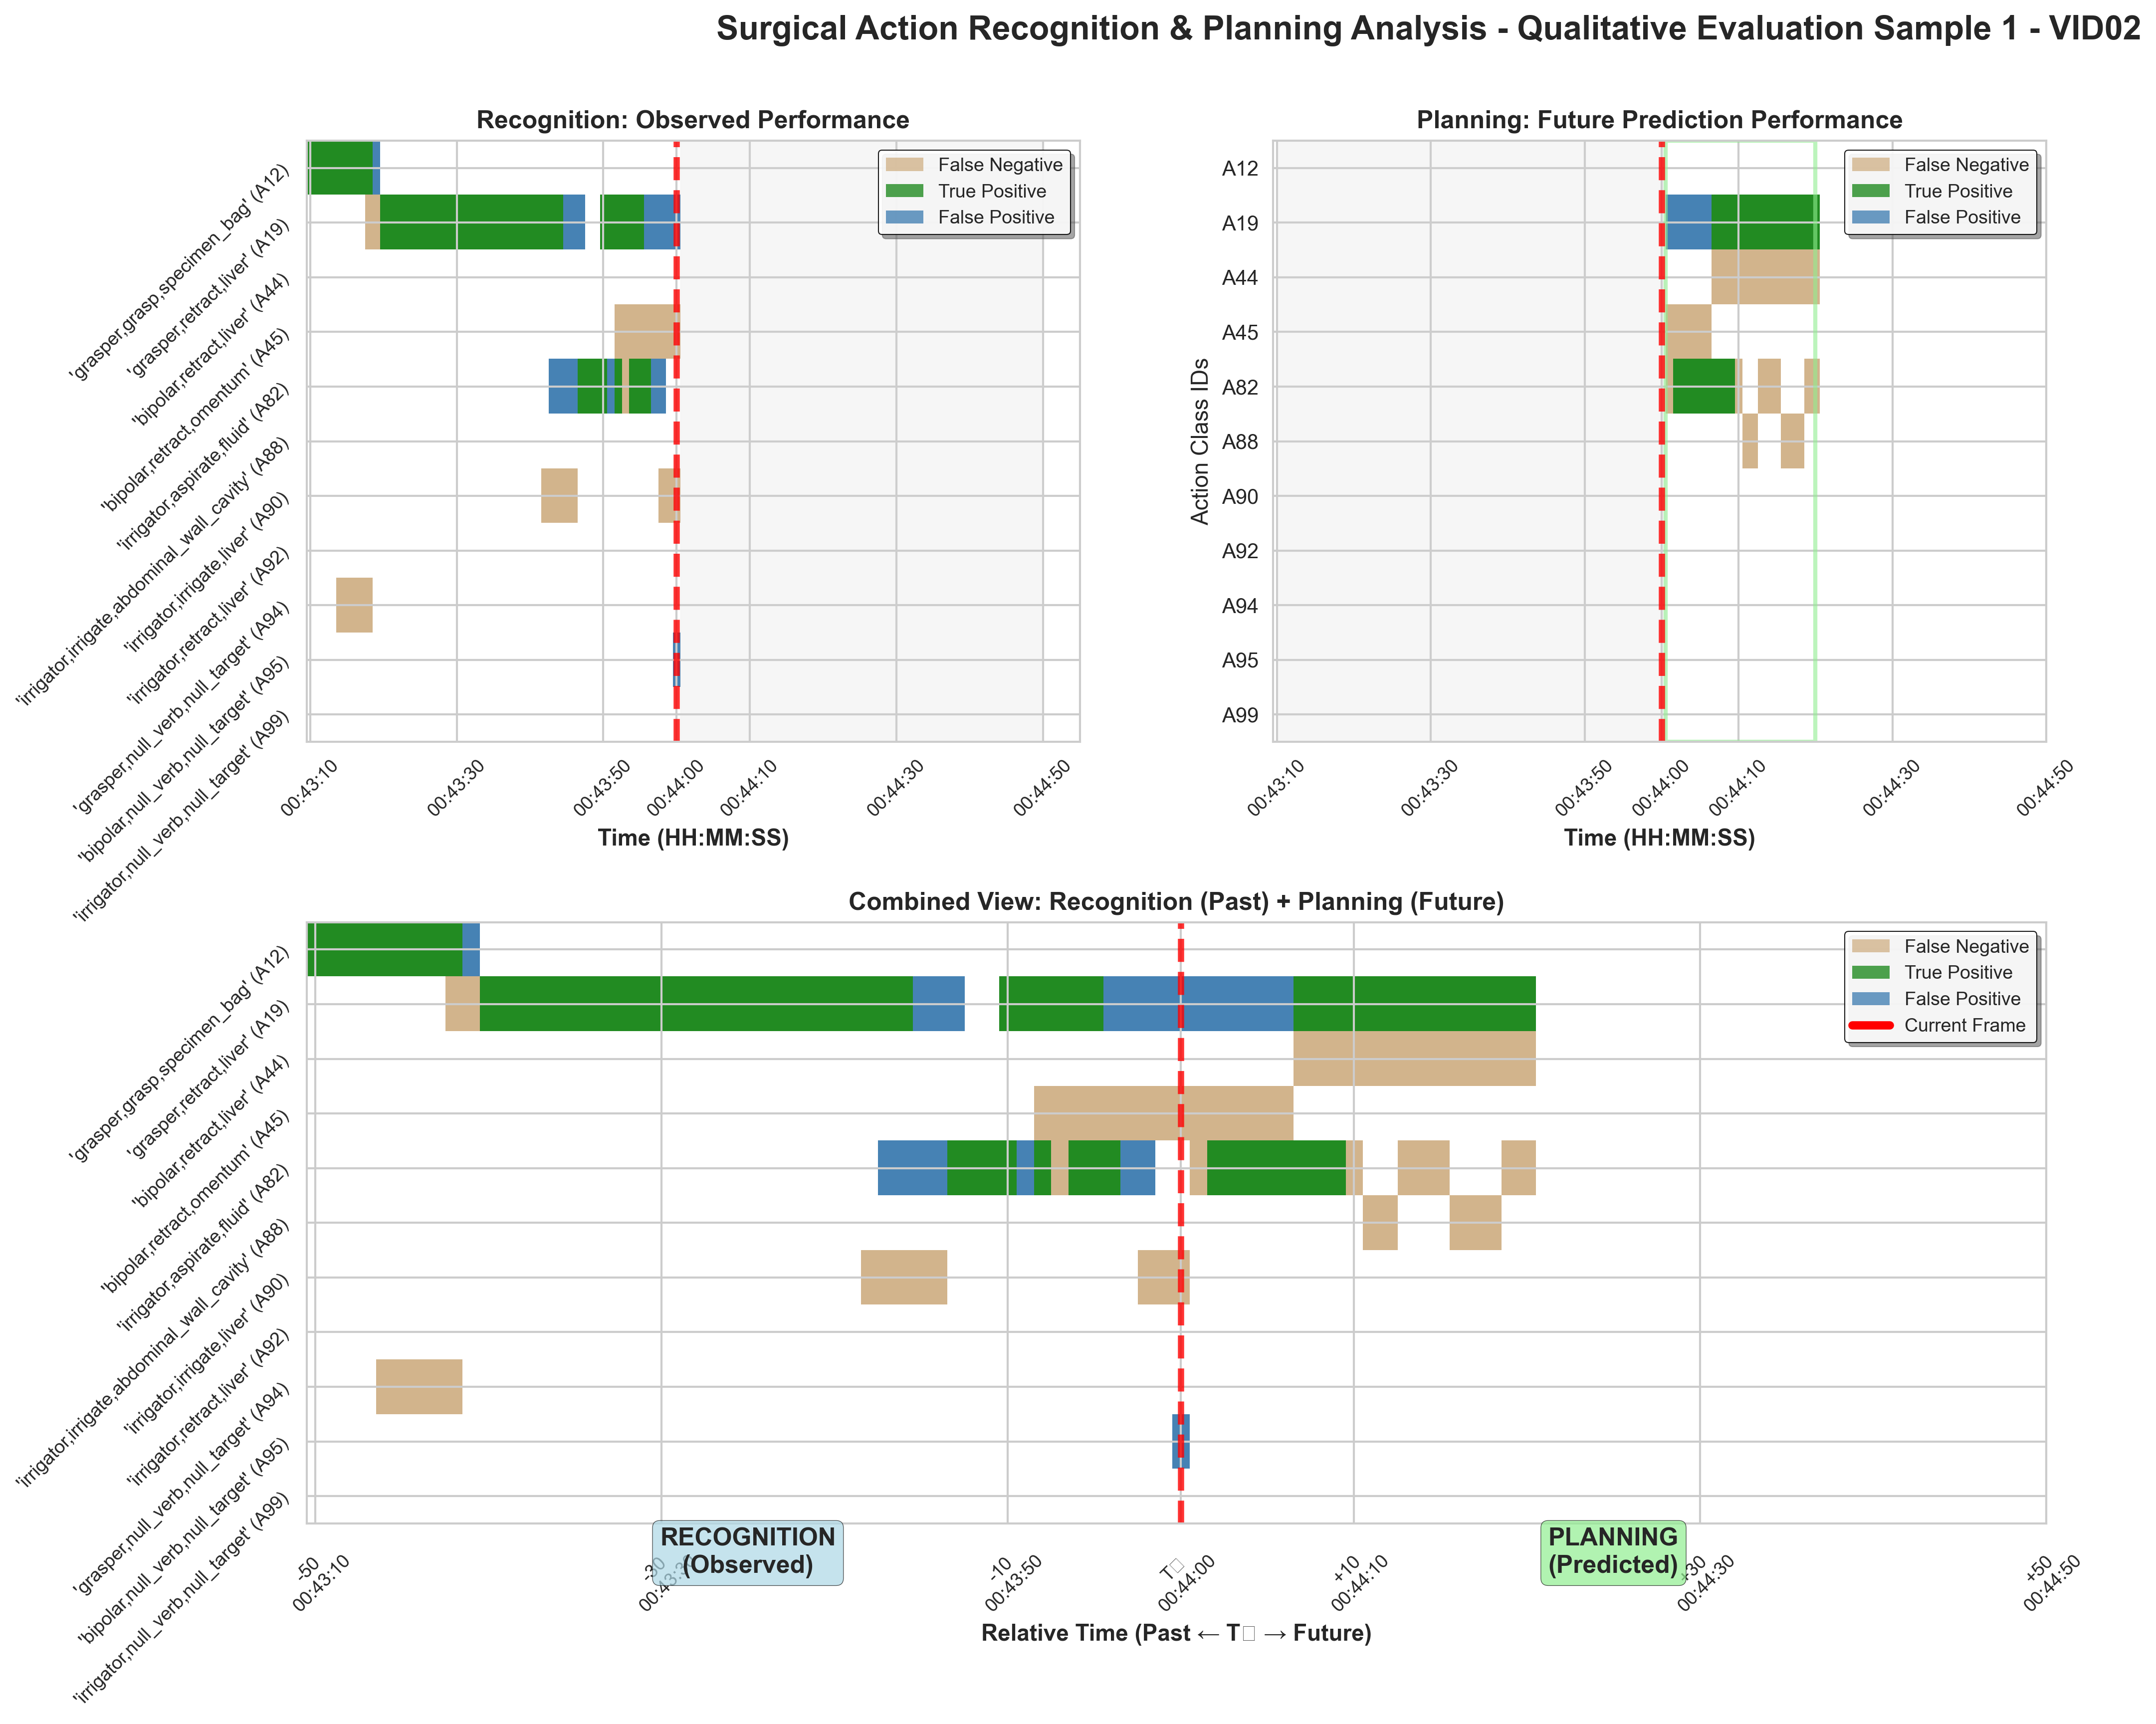 Surgical Action Recognition & Planning Analysis - Qualitative Evaluation Sample 1 - VID02
Recognition: Observed Performance
'grasper,grasp,specimen_bag' (A12)
'grasper,retract,liver' (A19)
'bipolar,retract,liver' (A44)
'bipolar,retract,omentum' (A45)
'irrigator,aspirate,fluid' (A82)
'irrigator,irrigate,abdominal_wall_cavity' (A88)
'irrigator,irrigate,liver' (A90)
'irrigator,retract,liver' (A92)
'grasper,null_verb,null_target' (A94)
'bipolar,null_verb,null_target' (A95)
'irrigator,null_verb,null_target' (A99)
False Negative
True Positive
False Positive
00:43:10
00:43:30
00:43:50
00:44:00
00:44:10
00:44:30
00:44:50
Time (HH:MM:SS)
Planning: Future Prediction Performance
Action Class IDs
A12
A19
A44
A45
A82
A88
A90
A92
A94
A95
A99
False Negative
True Positive
False Positive
00:43:10
00:43:30
00:43:50
00:44:00
00:44:10
00:44:30
00:44:50
Time (HH:MM:SS)
Combined View: Recognition (Past) + Planning (Future)
'grasper,grasp,specimen_bag' (A12)
'grasper,retract,liver' (A19)
'bipolar,retract,liver' (A44)
'bipolar,retract,omentum' (A45)
'irrigator,aspirate,fluid' (A82)
'irrigator,irrigate,abdominal_wall_cavity' (A88)
'irrigator,irrigate,liver' (A90)
'irrigator,retract,liver' (A92)
'grasper,null_verb,null_target' (A94)
'bipolar,null_verb,null_target' (A95)
'irrigator,null_verb,null_target' (A99)
False Negative
True Positive
False Positive
Current Frame
RECOGNITION
(Observed)
PLANNING
(Predicted)
-50
00:43:10
-30
00:43:30
-10
00:43:50
T□
00:44:00
+10
00:44:10
+30
00:44:30
+50
00:44:50
Relative Time (Past ← T□ → Future)